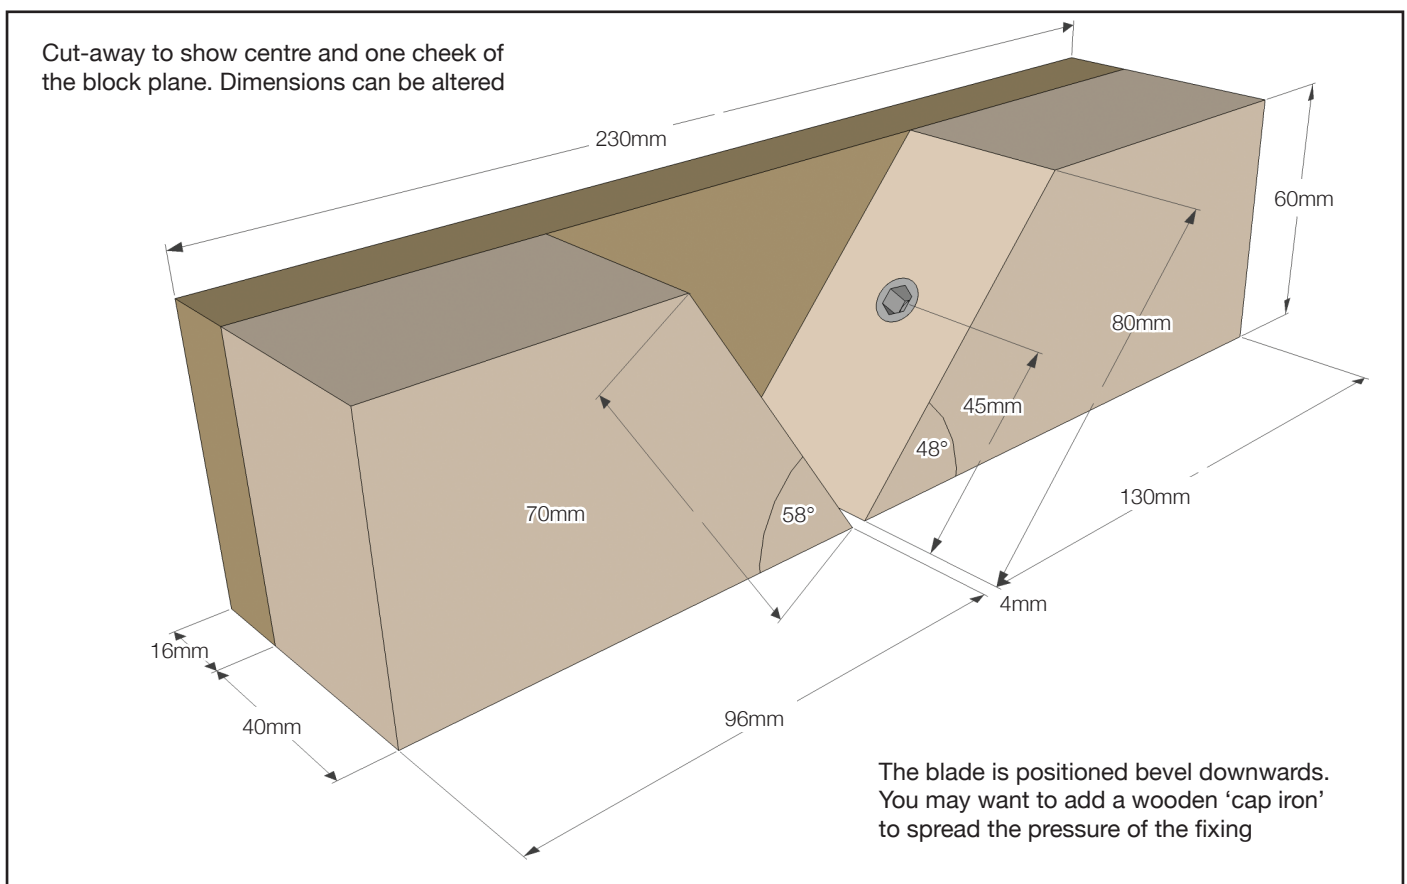 Cut-away to show centre and one cheek of
the block plane. Dimensions can be altered
230mm
60mm
80mm
45mm
48°
130mm
70mm
58°
4mm
16mm
40mm
96mm
The blade is positioned bevel downwards.
You may want to add a wooden ‘cap iron’
to spread the pressure of the fixing